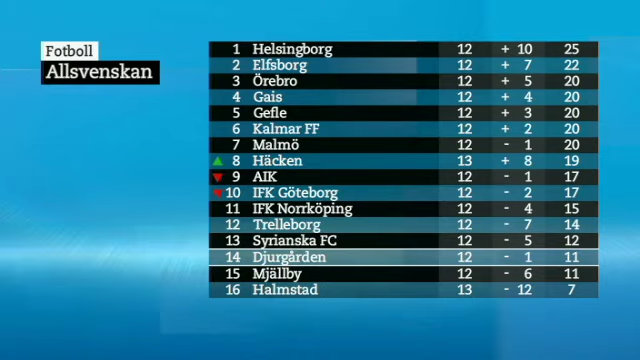 Fotboll
Allsvenskan
1 Helsingborg 12 + 10 25
2 Elfsborg 12 + 7 22
3 Örebro 12 + 5 20
4 Gais 12 + 4 20
5 Gefle 12 + 3 20
6 Kalmar FF 12 + 2 20
7 Malmö 12 - 1 20
8 Häcken 13 + 8 19
9 AIK 12 - 1 17
10 IFK Göteborg 12 - 2 17
11 IFK Norrköping 12 - 4 15
12 Trelleborg 12 - 7 14
13 Syrianska FC 12 - 5 12
14 Djurgården 12 - 1 11
15 Mjällby 12 - 6 11
16 Halmstad 13 - 12 7